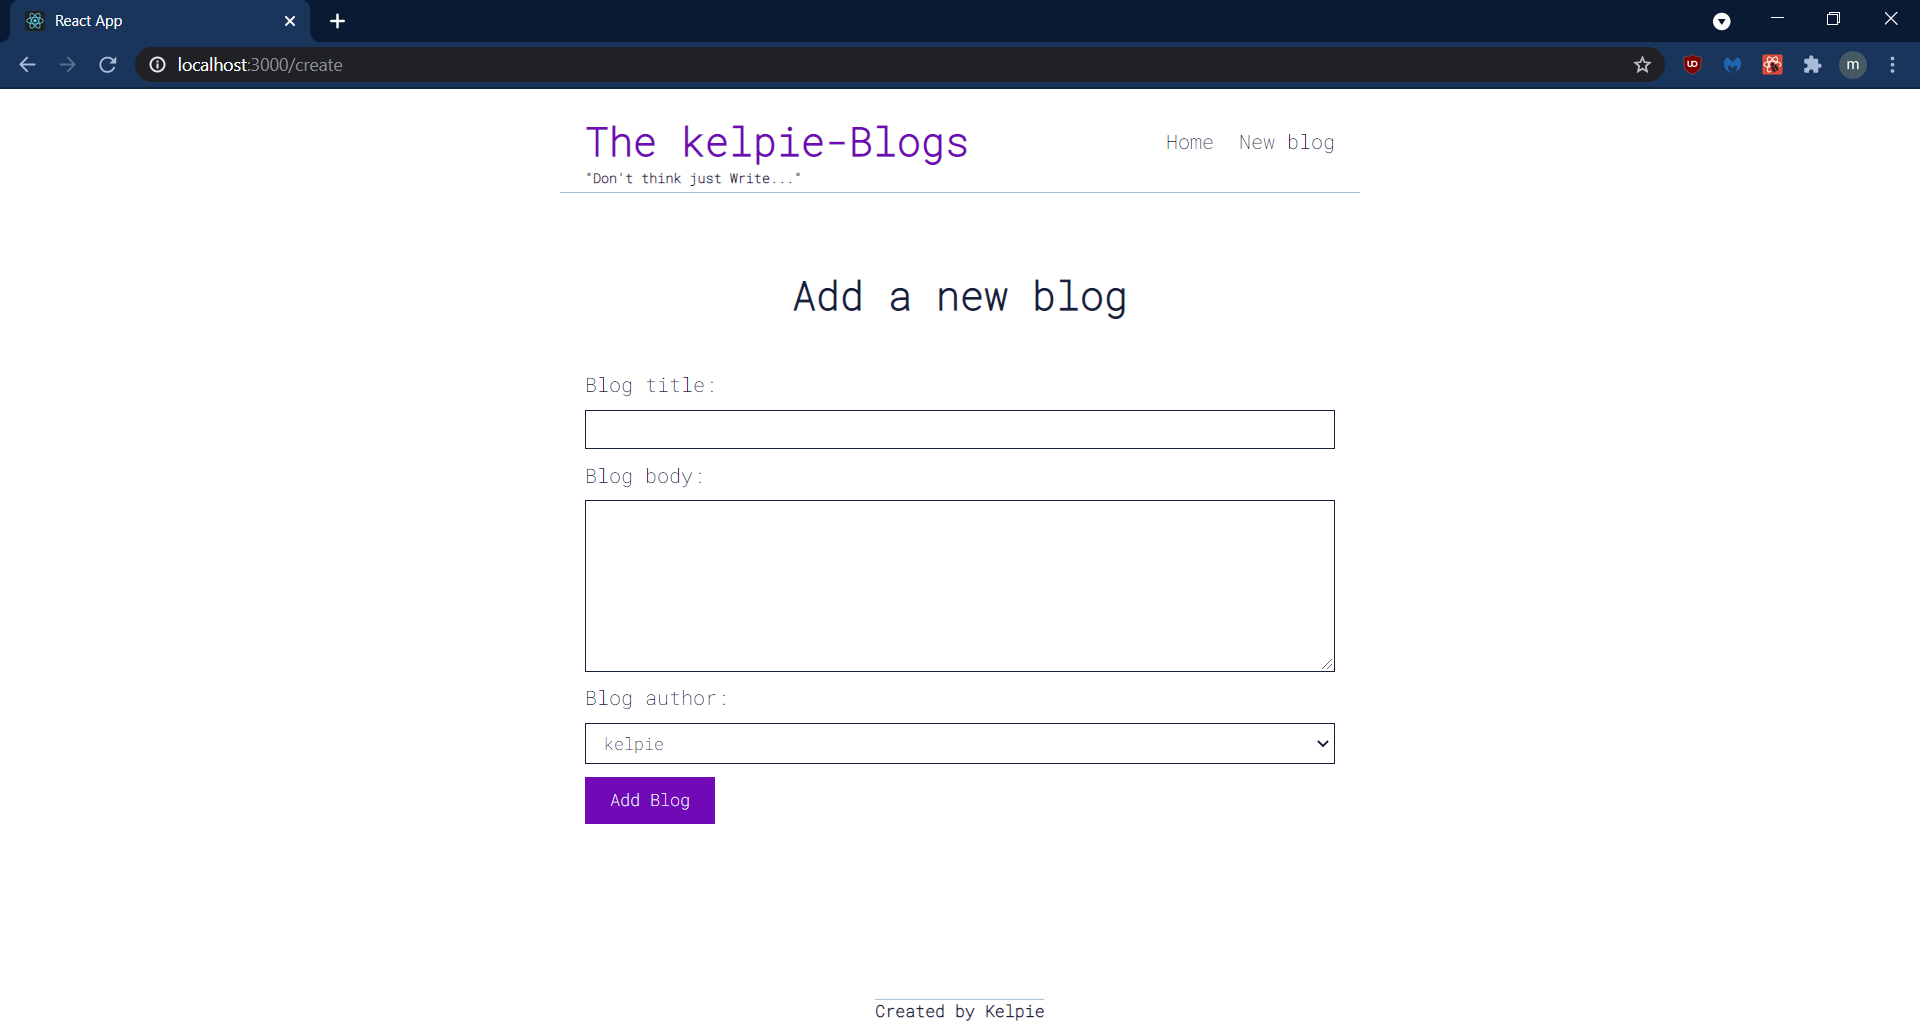 React App
localhost:3000/create
m
The kelpie-Blogs
Home New blog
"Don't think just Write..."
Add a new blog
Blog title:
Blog body:
Blog author:
kelpie
Add Blog
Created by Kelpie